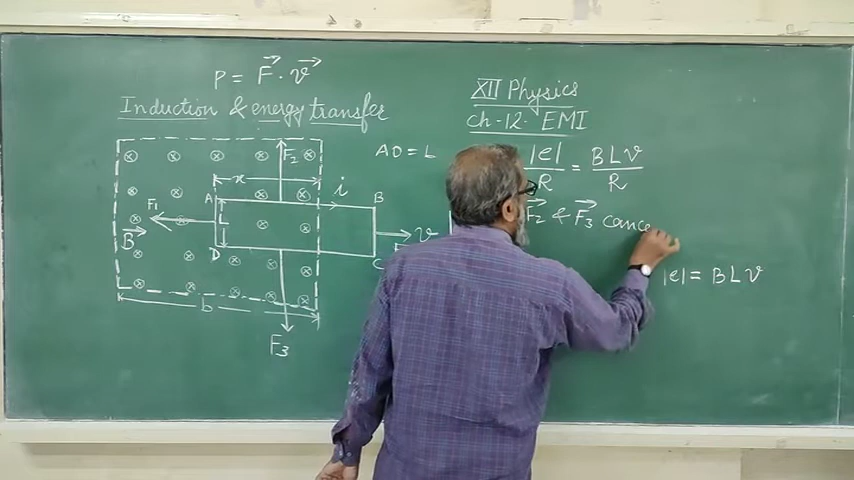 P = F⃗ · v⃗
Induction & energy transfer
XII Physics
ch-12- EMI
AD = L
|e| = BLv
R R
F⃗2 & F⃗3 cance
|e| = BLv
x
F2
A
i
B
F1
L
B⃗
v
D
C
b
F3